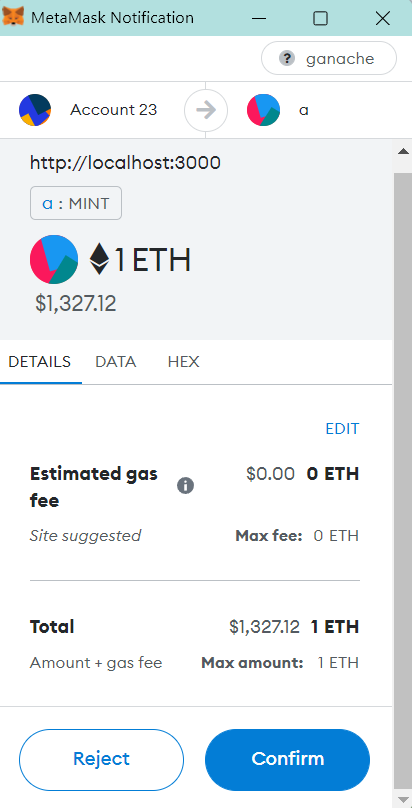 MetaMask Notification
? ganache
Account 23
a
http://localhost:3000
a : MINT
1 ETH
$1,327.12
DETAILS DATA HEX
EDIT
Estimated gas fee $0.00 0 ETH
Site suggested Max fee: 0 ETH
Total $1,327.12 1 ETH
Amount + gas fee Max amount: 1 ETH
Reject Confirm